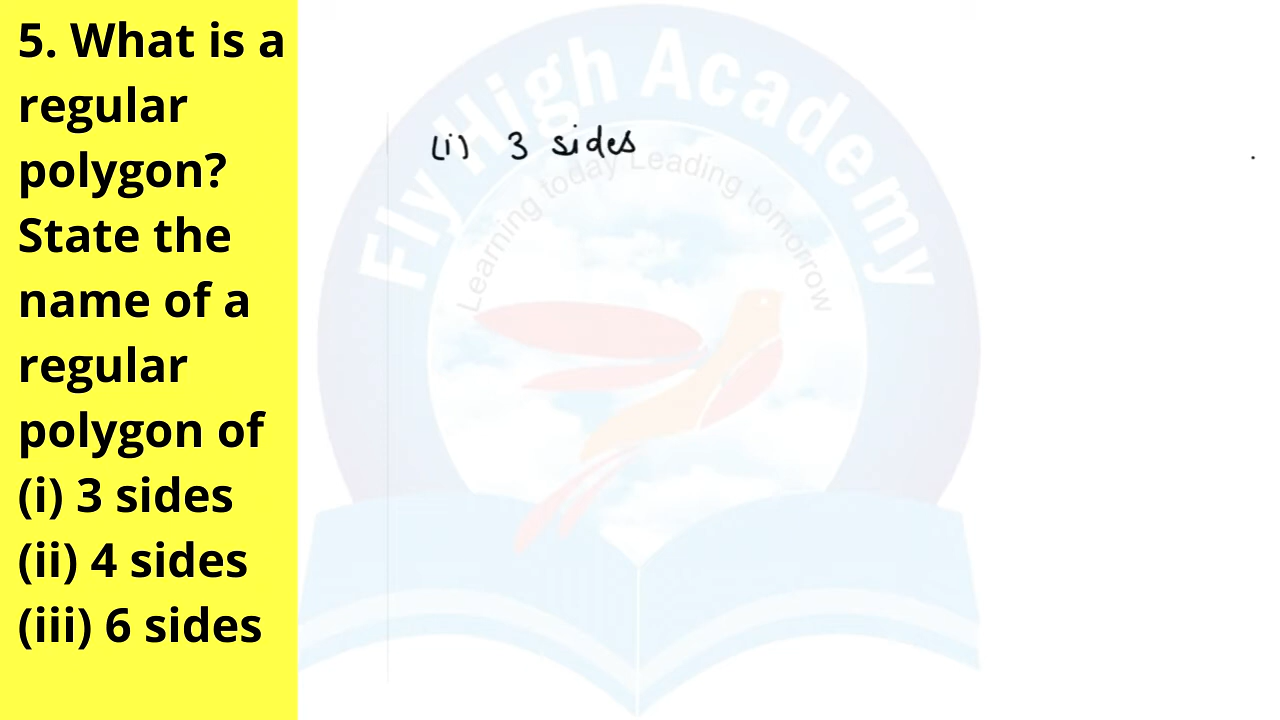 5. What is a
regular
polygon?
State the
name of a
regular
polygon of
(i) 3 sides
(ii) 4 sides
(iii) 6 sides
(i) 3 sides
Fly High Academy
Learning today Leading tomorrow